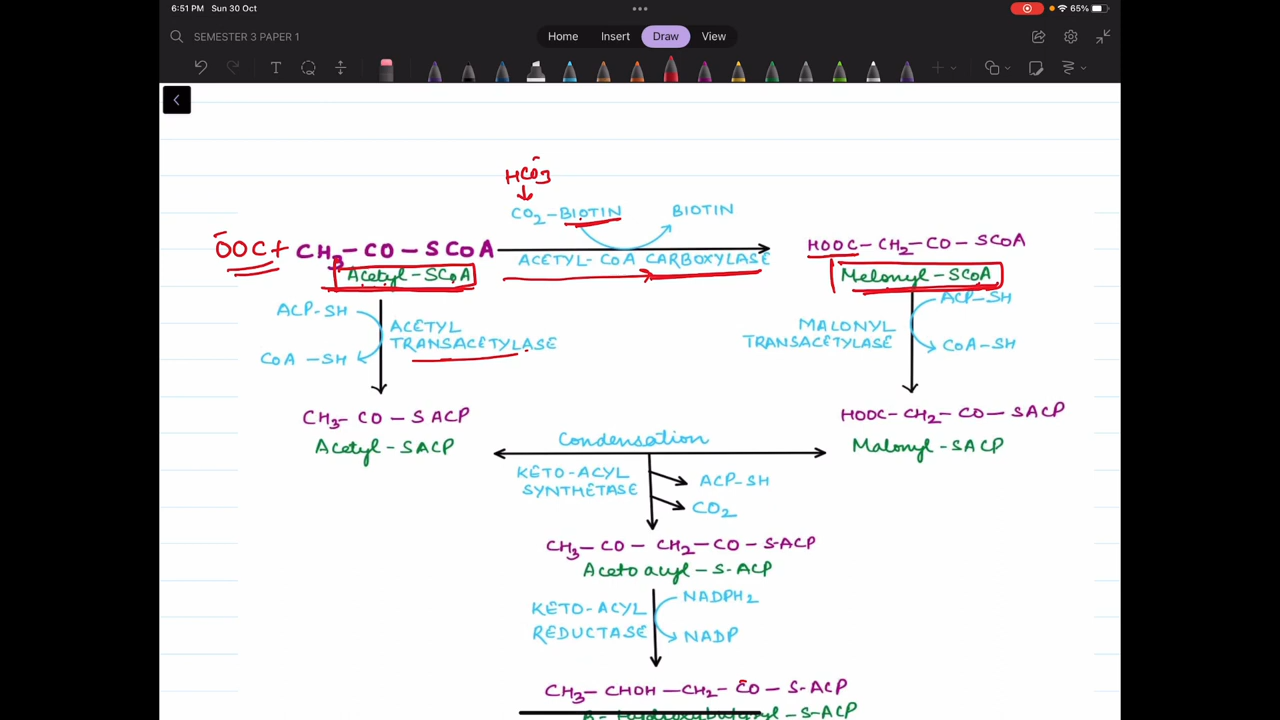 6:51 PM Sun 30 Oct
65%
SEMESTER 3 PAPER 1
Home Insert Draw View
HCO3-
CO2-BIOTIN BIOTIN
-OOC+ CH3-CO-SCoA HOOC-CH2-CO-SCoA
ACETYL-CoA CARBOXYLASE
Acetyl-SCoA Melonyl-SCoA
ACP-SH ACP-SH
ACETYL TRANSACETYLASE
MALONYL TRANSACETYLASE
CoA-SH CoA-SH
CH3-CO-SACP HOOC-CH2-CO-SACP
Acetyl-SACP Malonyl-SACP
Condensation
KETO-ACYL SYNTHETASE
ACP-SH
CO2
CH3-CO-CH2-CO-S-ACP
Aceto acyl-S-ACP
KETO-ACYL REDUCTASE
NADPH2
NADP
CH3-CHOH-CH2-CO-S-ACP